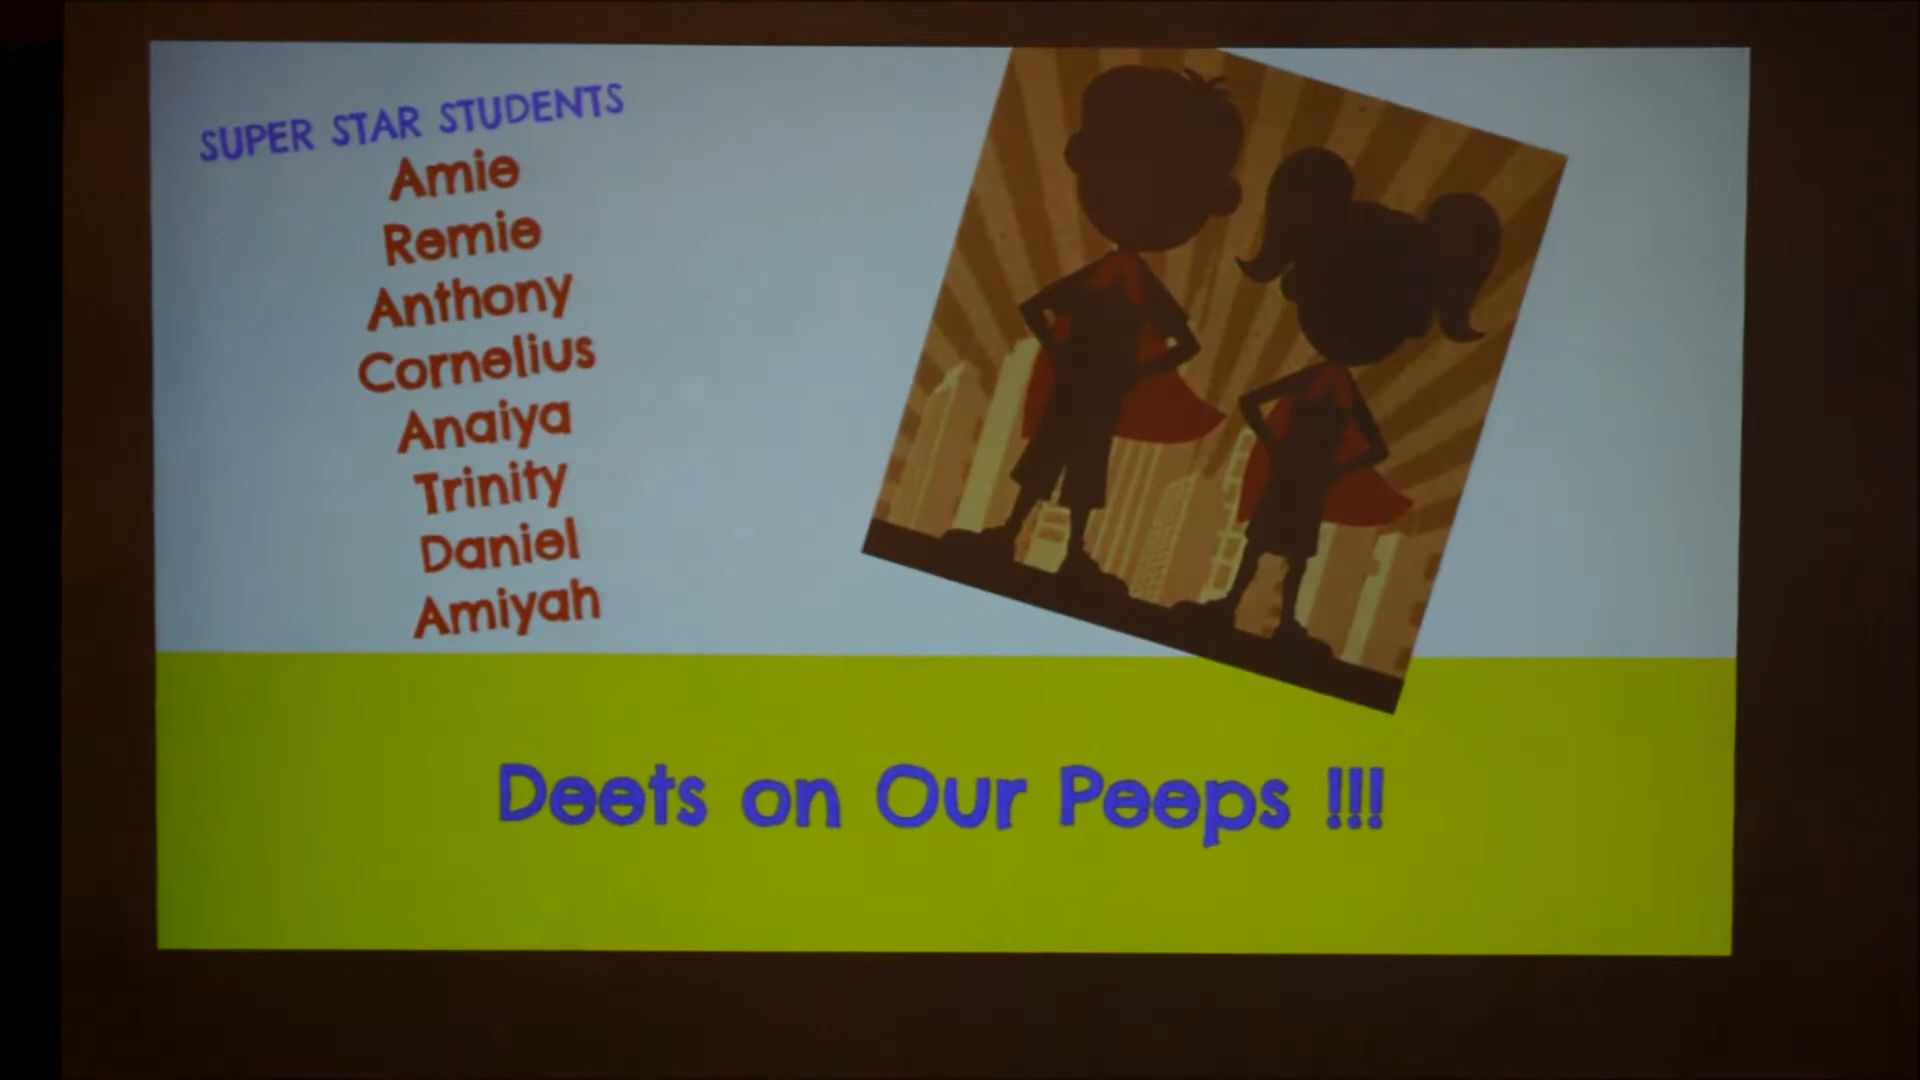 SUPER STAR STUDENTS
Amie
Remie
Anthony
Cornelius
Anaiya
Trinity
Daniel
Amiyah
Deets on Our Peeps !!!